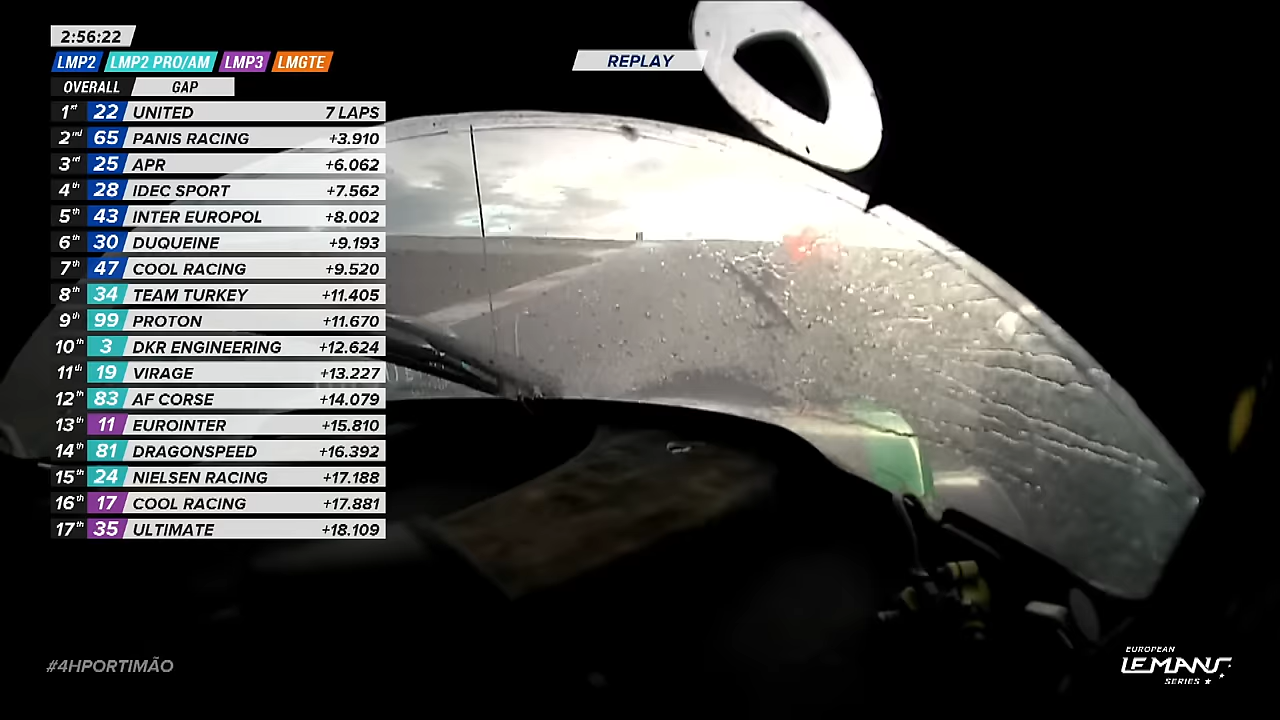 2:56:22
LMP2 LMP2 PRO/AM LMP3 LMGTE
REPLAY
OVERALL GAP
1st 22 UNITED 7 LAPS
2nd 65 PANIS RACING +3.910
3rd 25 APR +6.062
4th 28 IDEC SPORT +7.562
5th 43 INTER EUROPOL +8.002
6th 30 DUQUEINE +9.193
7th 47 COOL RACING +9.520
8th 34 TEAM TURKEY +11.405
9th 99 PROTON +11.670
10th 3 DKR ENGINEERING +12.624
11th 19 VIRAGE +13.227
12th 83 AF CORSE +14.079
13th 11 EUROINTER +15.810
14th 81 DRAGONSPEED +16.392
15th 24 NIELSEN RACING +17.188
16th 17 COOL RACING +17.881
17th 35 ULTIMATE +18.109
#4HPORTIMÃO
EUROPEAN
LEMANS
SERIES